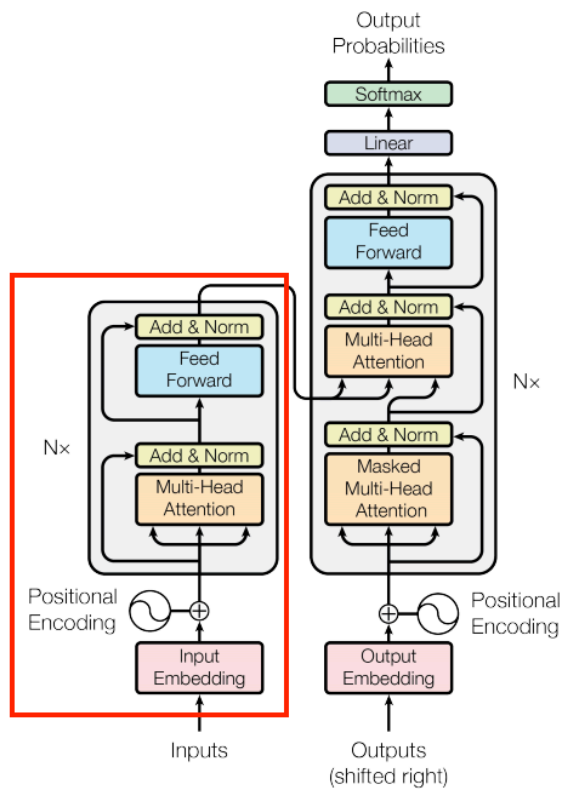 Output
Probabilities
Softmax
Linear
Add & Norm
Feed
Forward
Add & Norm
Multi-Head
Attention
Add & Norm
Masked
Multi-Head
Attention
N×
Positional
Encoding
Output
Embedding
Outputs
(shifted right)
Add & Norm
Feed
Forward
N×
Add & Norm
Multi-Head
Attention
Positional
Encoding
Input
Embedding
Inputs